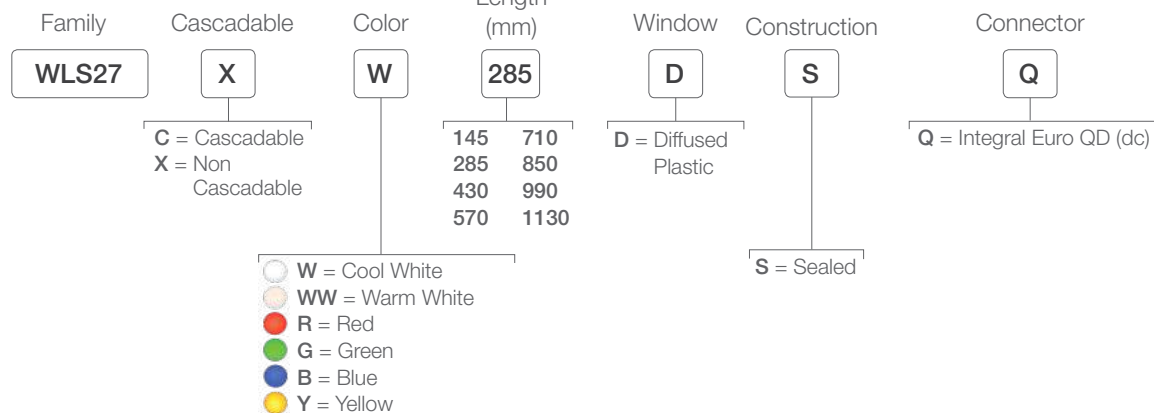 Family Cascadable Color Length (mm) Window Construction Connector
WLS27 X W 285 D S Q
C = Cascadable
X = Non
Cascadable
145 710
285 850
430 990
570 1130
D = Diffused
Plastic
Q = Integral Euro QD (dc)
W = Cool White
WW = Warm White
R = Red
G = Green
B = Blue
Y = Yellow
S = Sealed